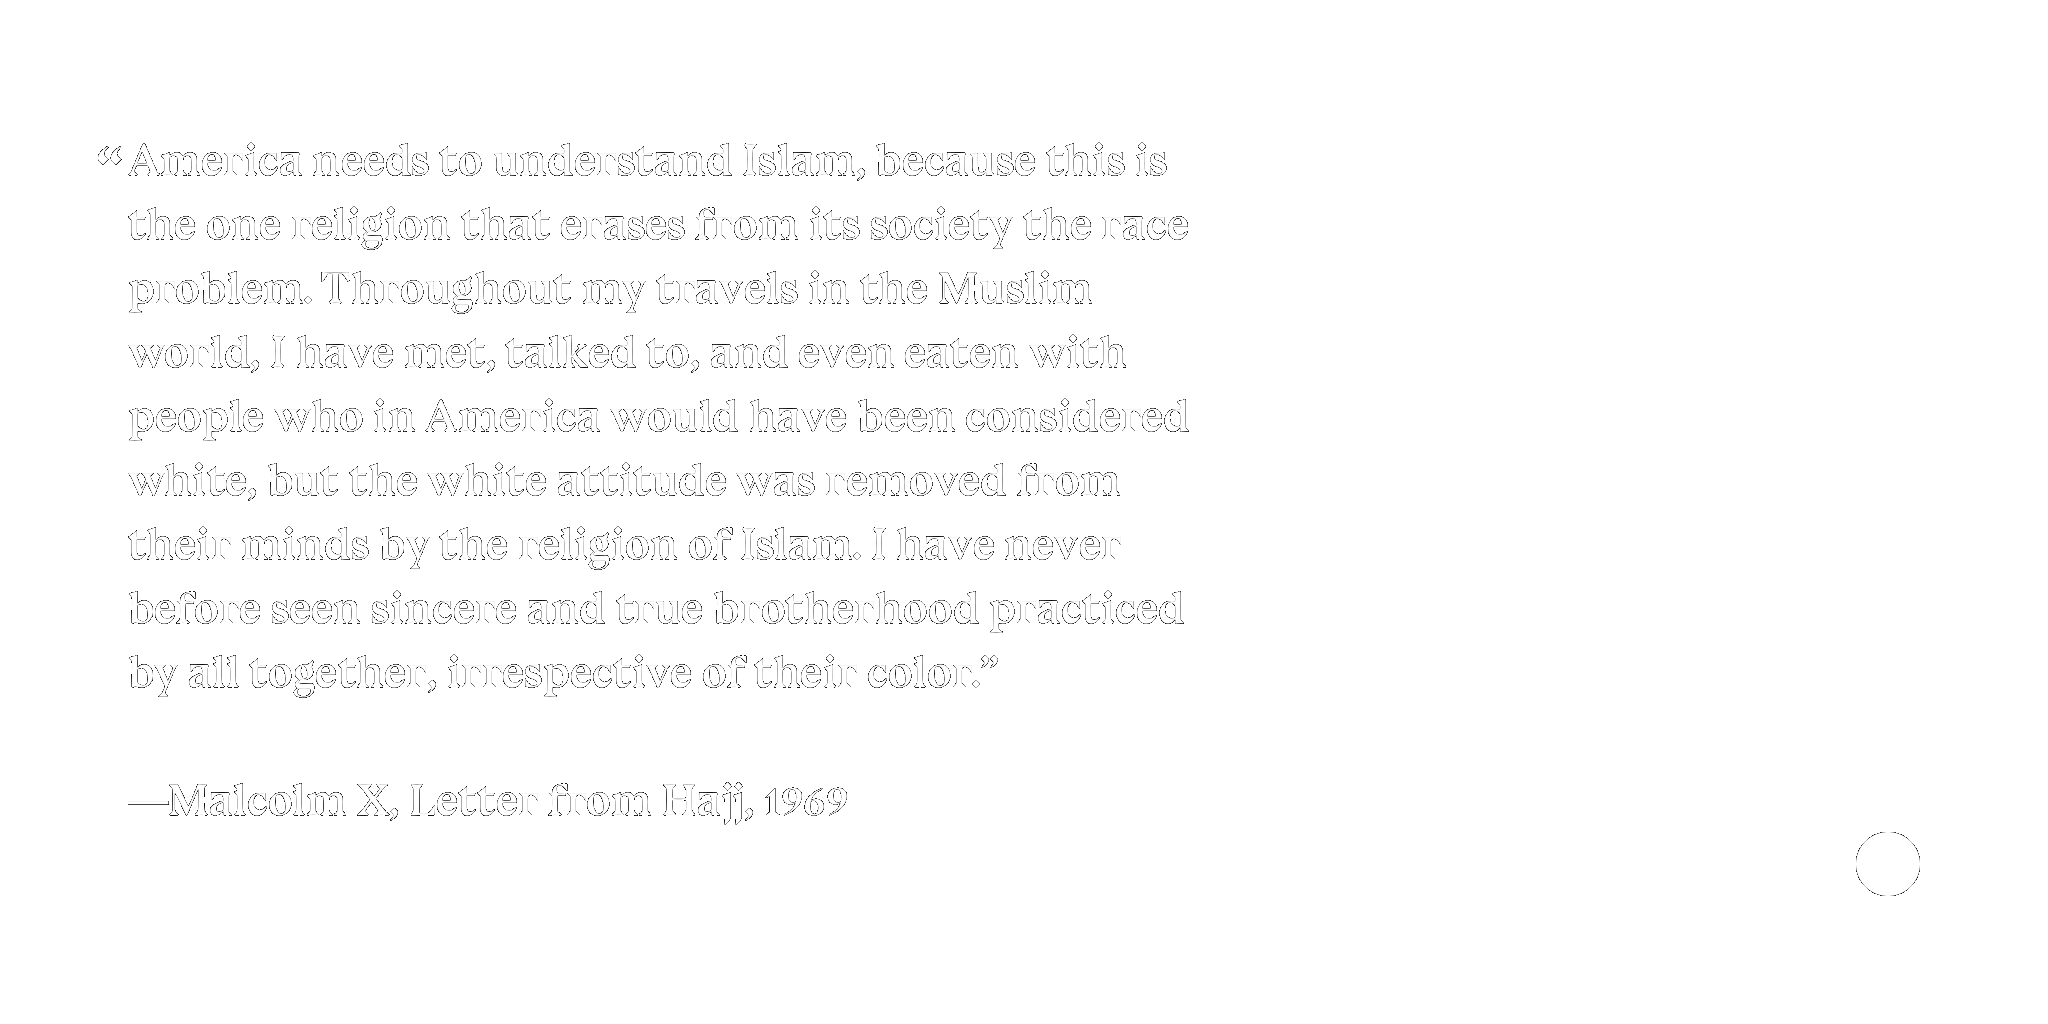 “America needs to understand Islam, because this is
the one religion that erases from its society the race
problem. Throughout my travels in the Muslim
world, I have met, talked to, and even eaten with
people who in America would have been considered
white, but the white attitude was removed from
their minds by the religion of Islam. I have never
before seen sincere and true brotherhood practiced
by all together, irrespective of their color.”
—Malcolm X, Letter from Hajj, 1969